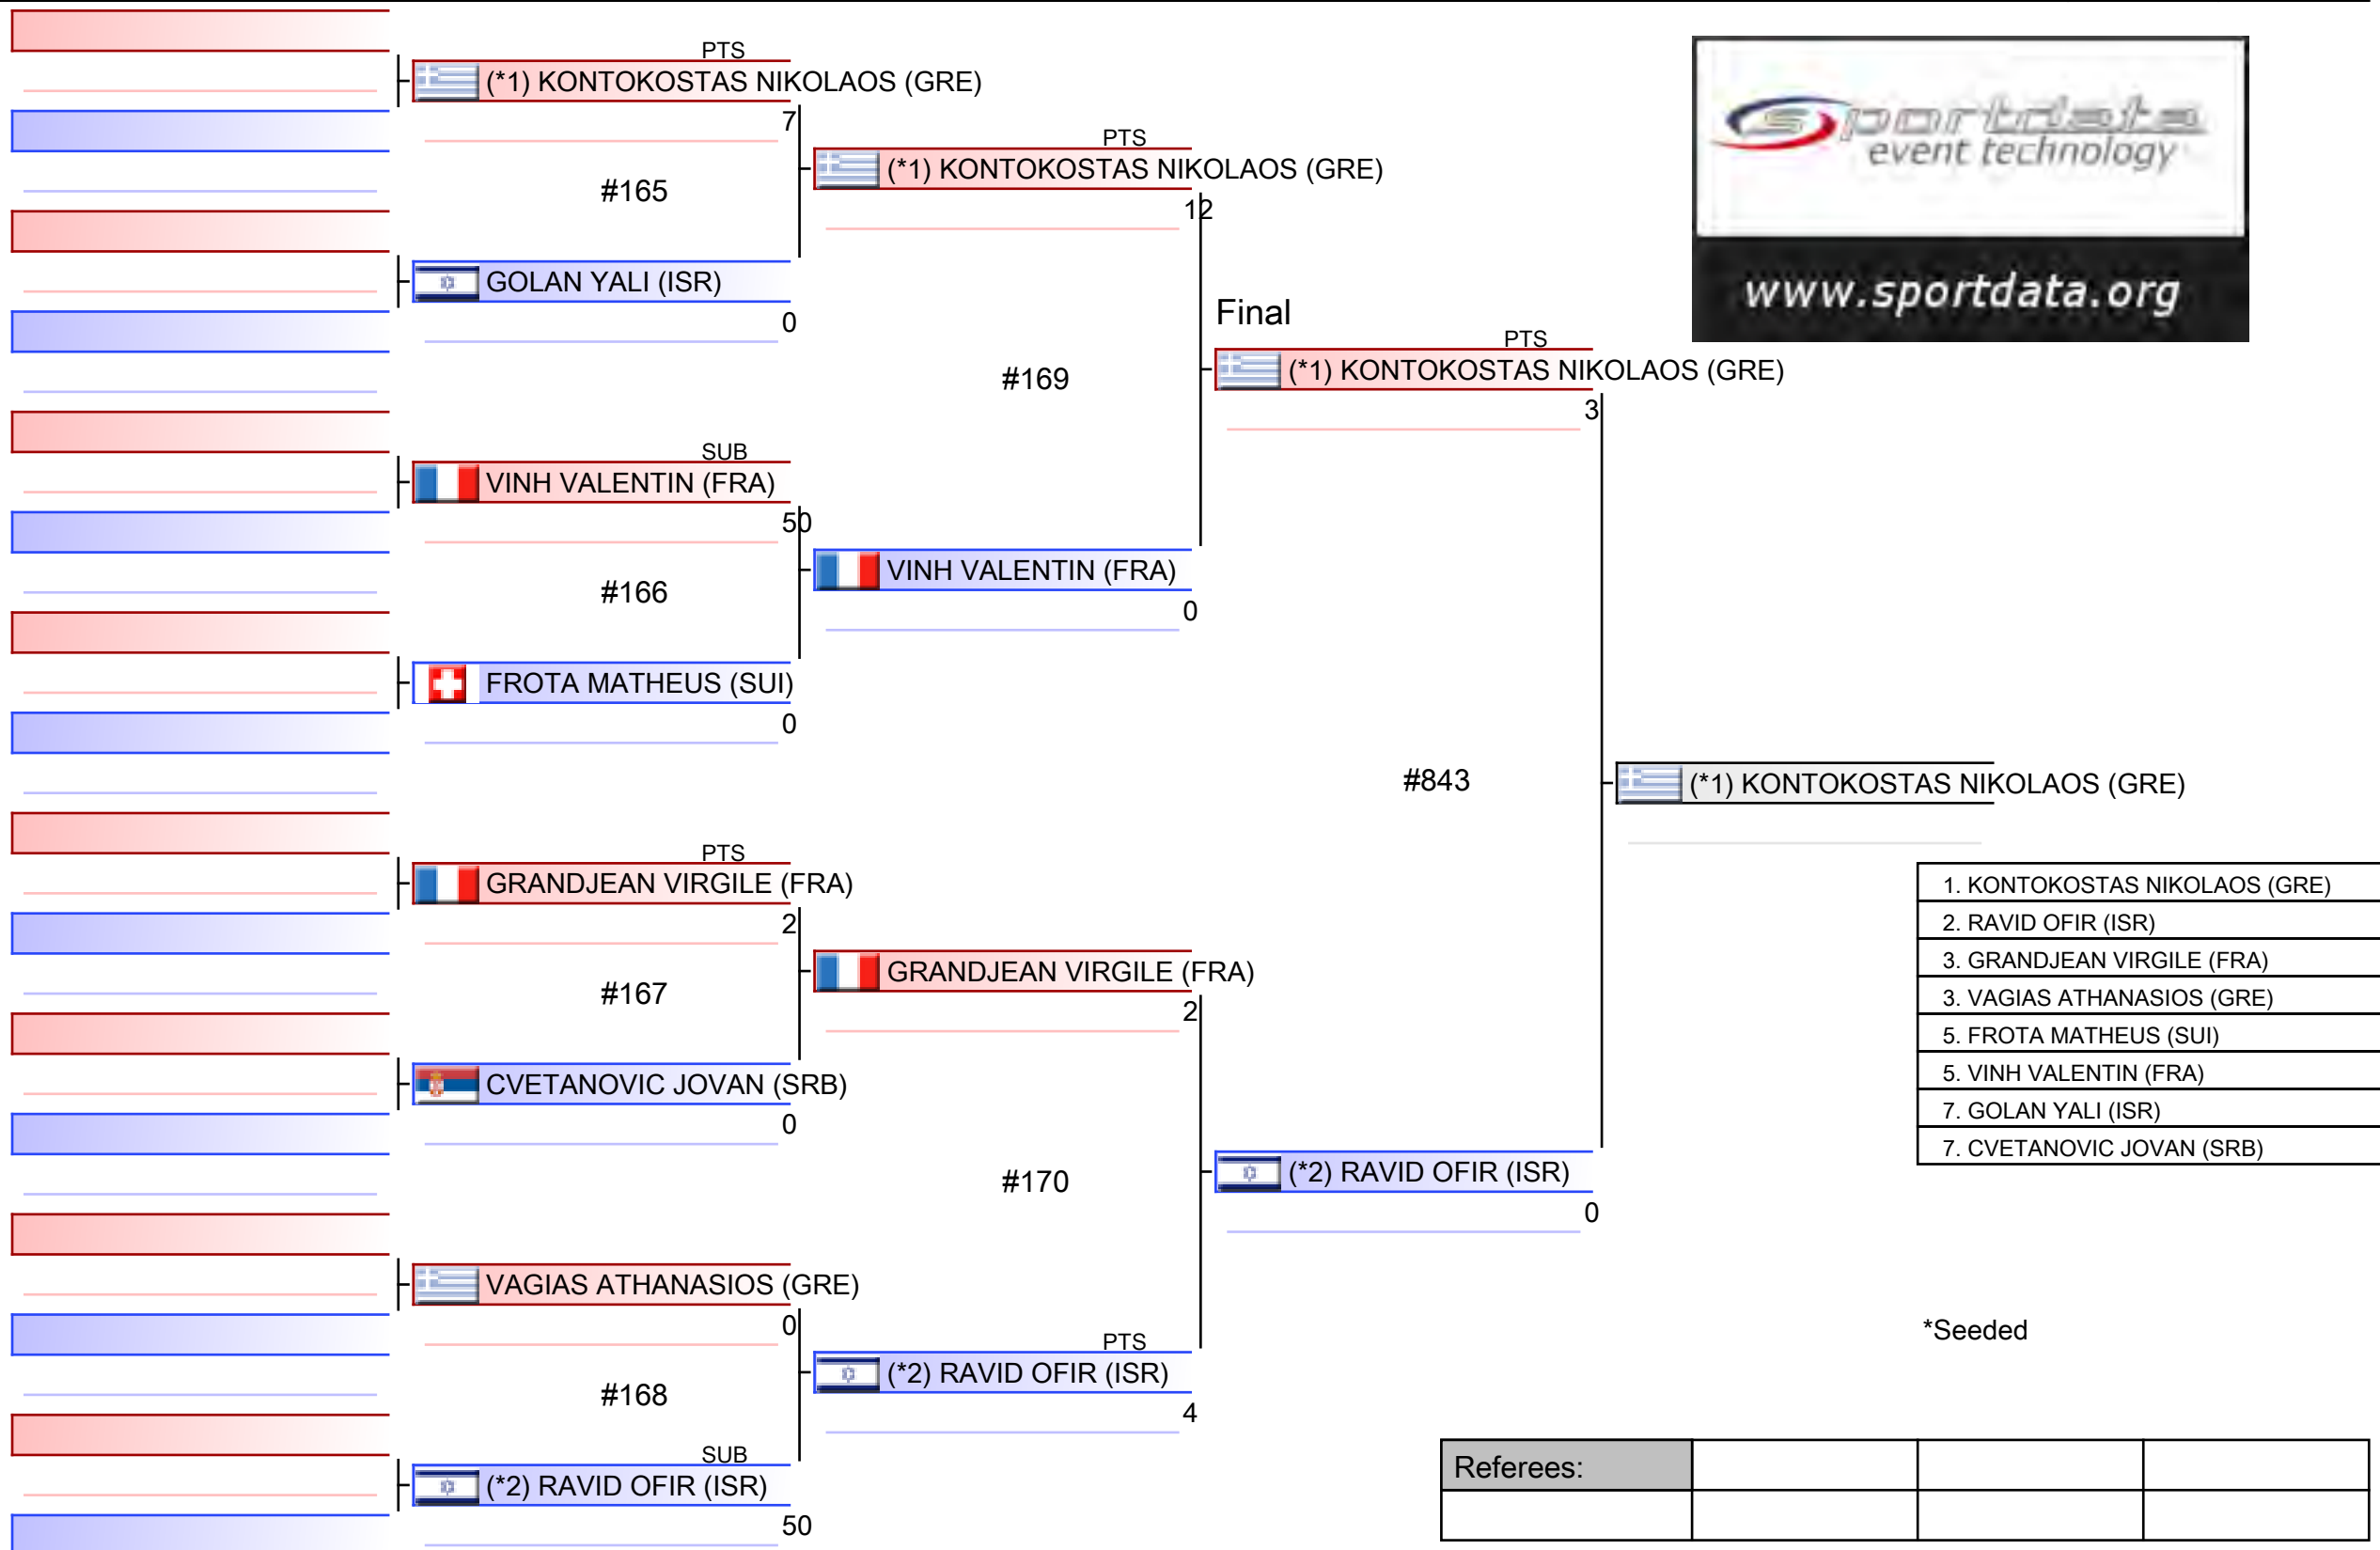 PTS
(*1) KONTOKOSTAS NIKOLAOS (GRE)
7
#165
GOLAN YALI (ISR)
0
SUB
VINH VALENTIN (FRA)
50
#166
FROTA MATHEUS (SUI)
0
PTS
GRANDJEAN VIRGILE (FRA)
2
#167
CVETANOVIC JOVAN (SRB)
0
VAGIAS ATHANASIOS (GRE)
0
#168
SUB
(*2) RAVID OFIR (ISR)
50
PTS
(*1) KONTOKOSTAS NIKOLAOS (GRE)
12
#169
VINH VALENTIN (FRA)
0
GRANDJEAN VIRGILE (FRA)
2
#170
PTS
(*2) RAVID OFIR (ISR)
4
Final
PTS
(*1) KONTOKOSTAS NIKOLAOS (GRE)
3
#843
(*2) RAVID OFIR (ISR)
0
(*1) KONTOKOSTAS NIKOLAOS (GRE)
sportdata
event technology
www.sportdata.org
1. KONTOKOSTAS NIKOLAOS (GRE)
2. RAVID OFIR (ISR)
3. GRANDJEAN VIRGILE (FRA)
3. VAGIAS ATHANASIOS (GRE)
5. FROTA MATHEUS (SUI)
5. VINH VALENTIN (FRA)
7. GOLAN YALI (ISR)
7. CVETANOVIC JOVAN (SRB)
*Seeded
Referees: